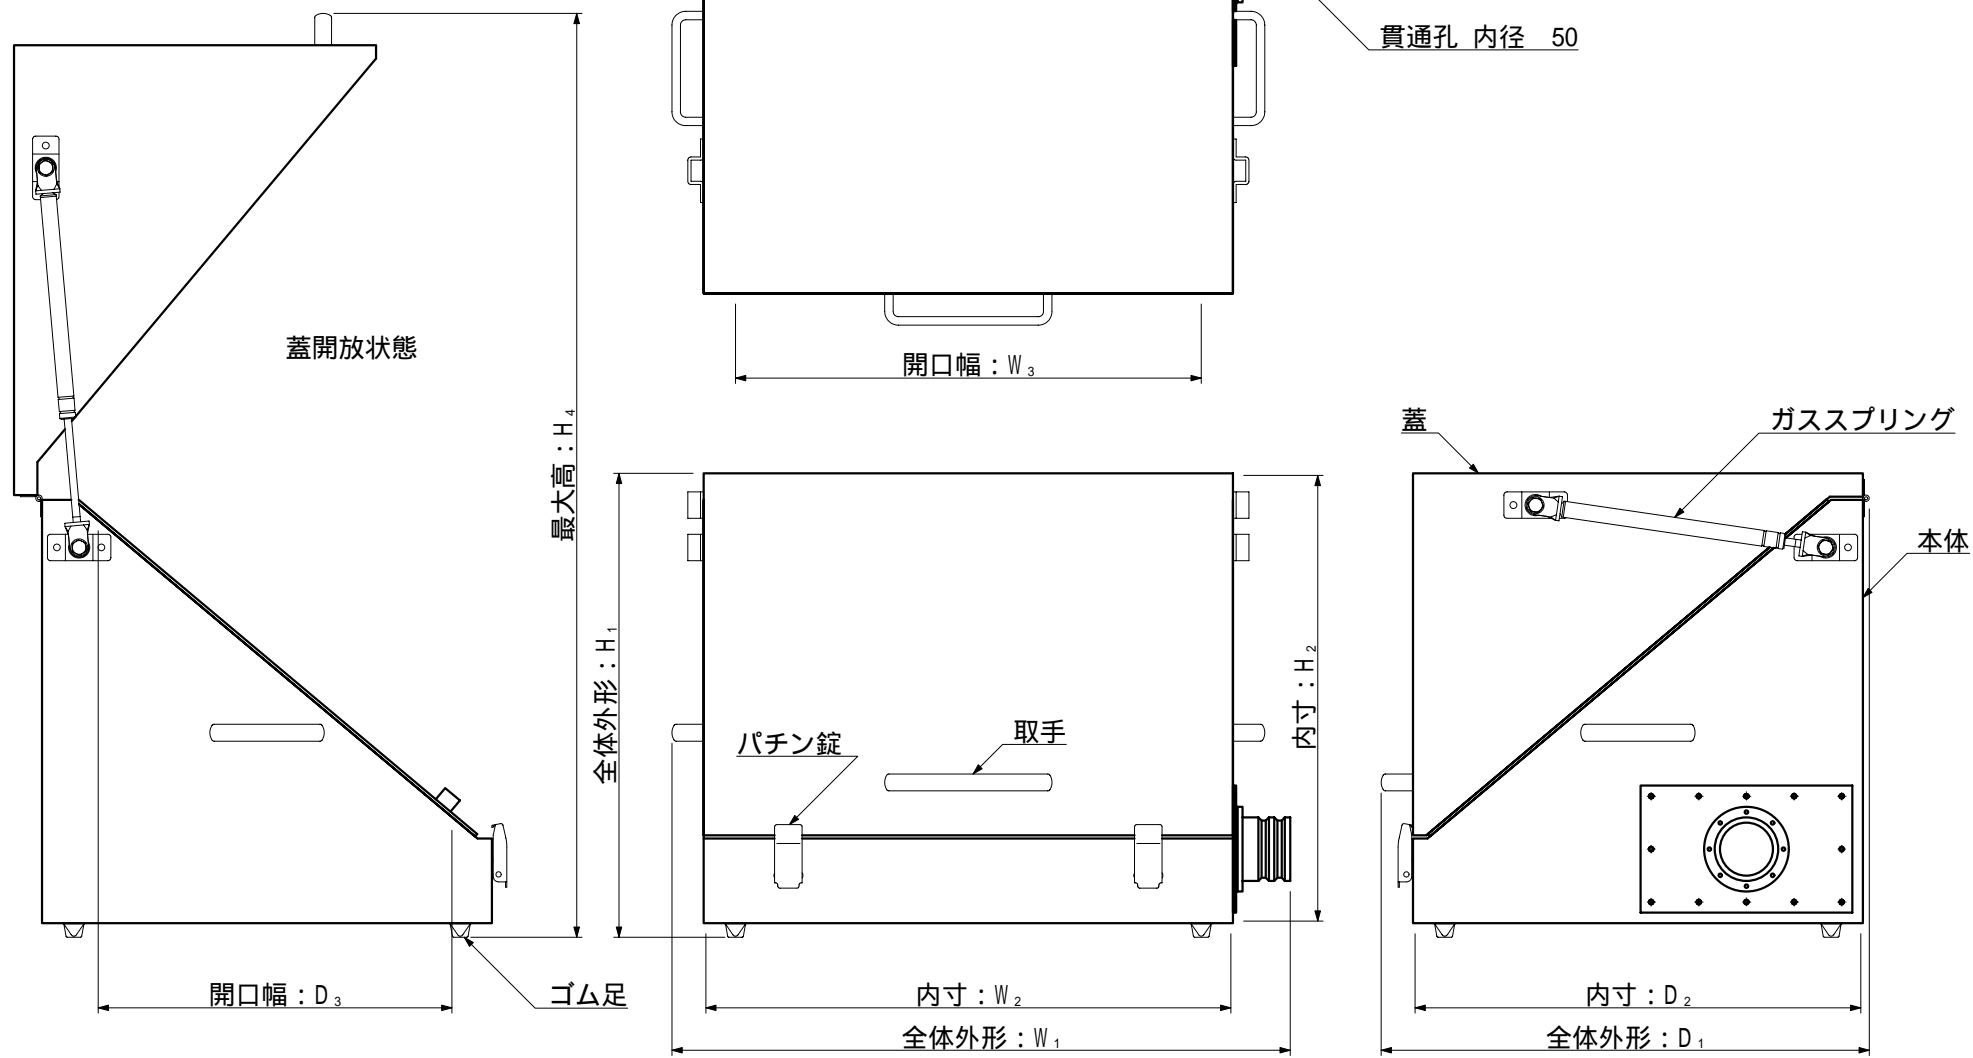 貫通孔 内径 50
蓋開放状態
最大高：H₄
開口幅：W₃
蓋
ガススプリング
本体
全体外形：H₁
内寸：H₂
パチン錠
取手
開口幅：D₃
ゴム足
内寸：W₂
全体外形：W₁
内寸：D₂
全体外形：D₁